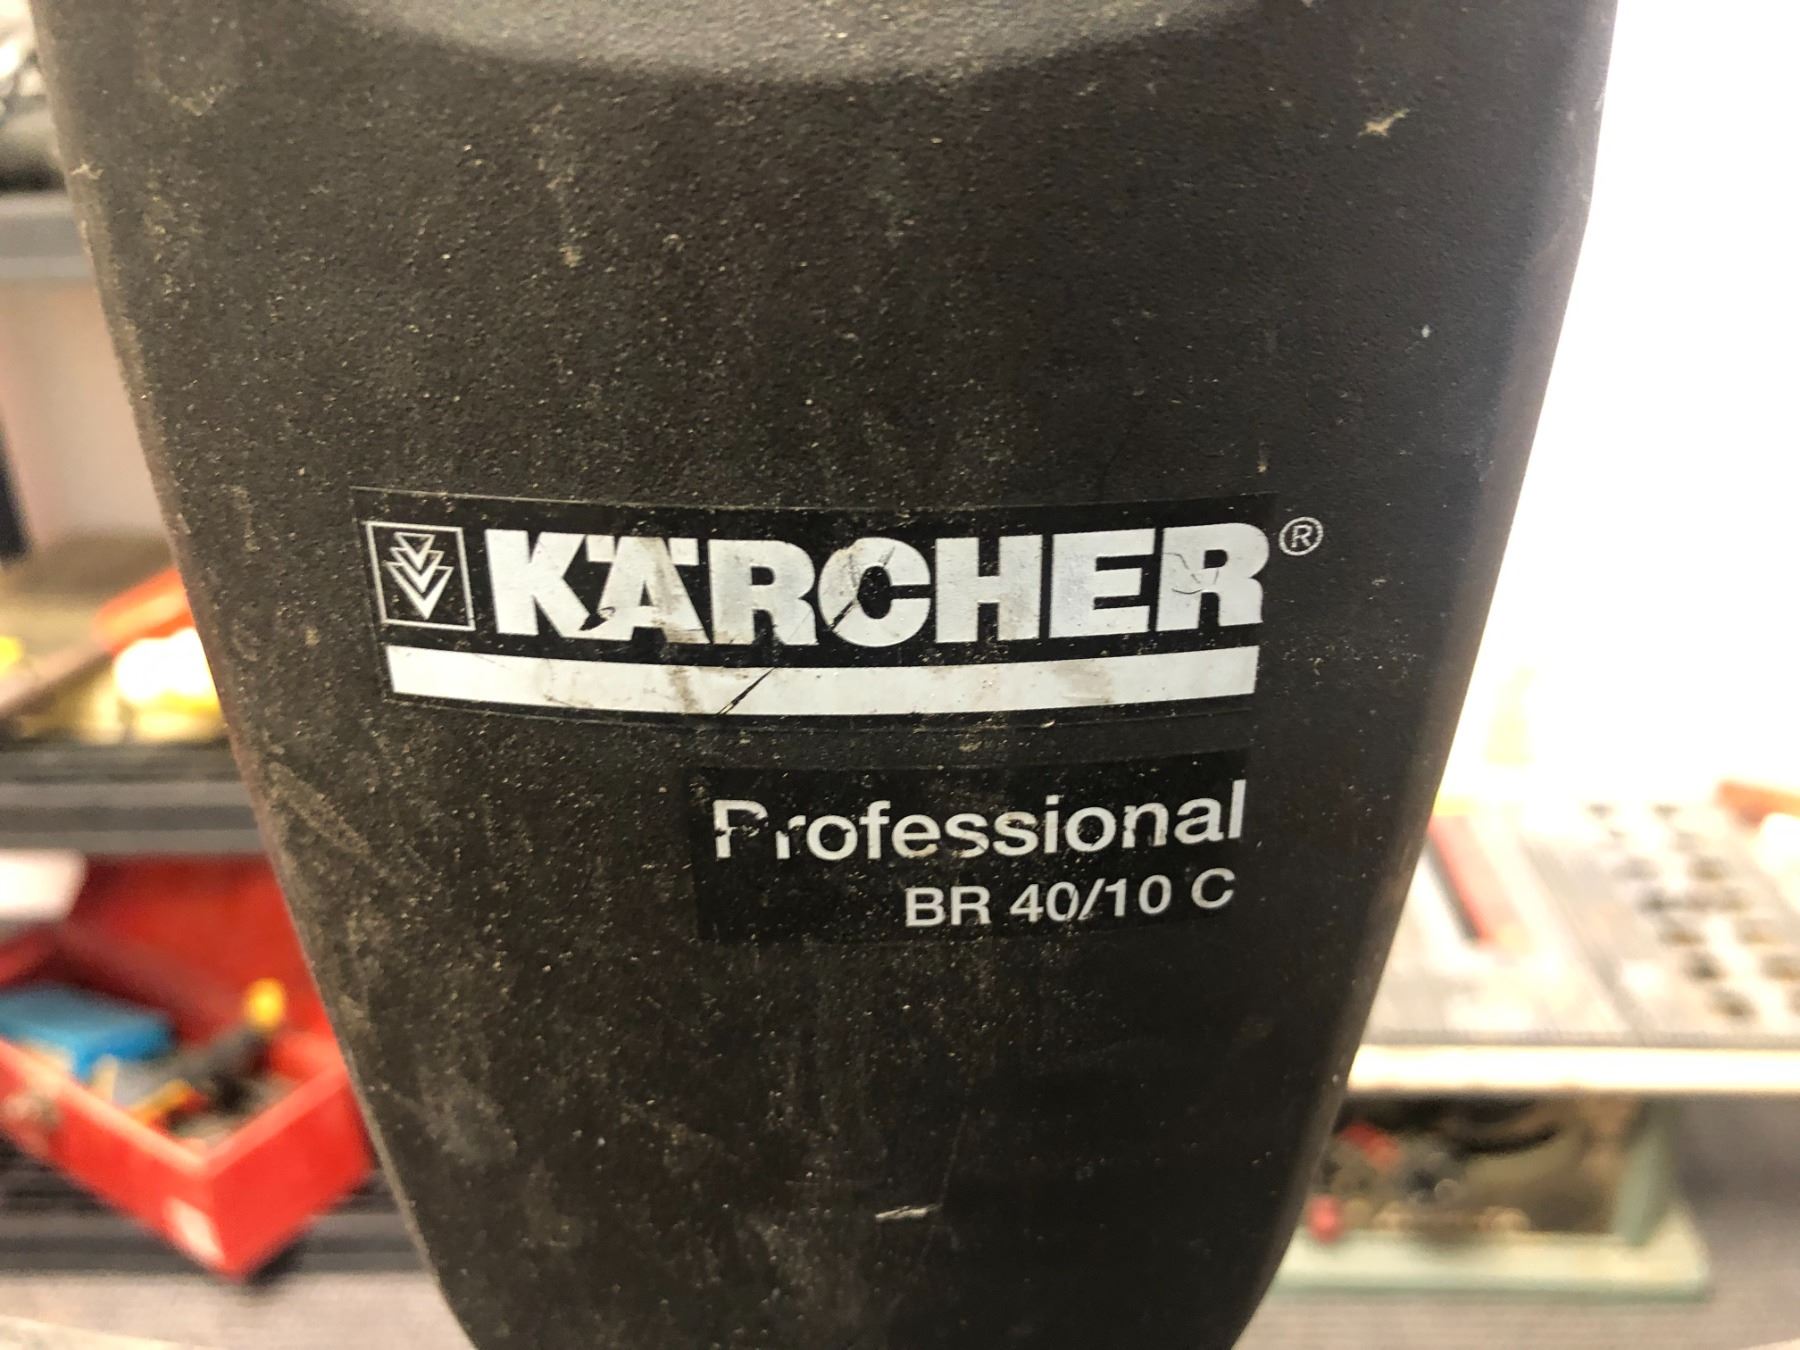 KÄRCHER®
Professional
BR 40/10 C